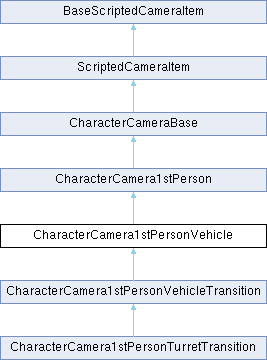 BaseScriptedCameraItem
ScriptedCameraItem
CharacterCameraBase
CharacterCamera1stPerson
CharacterCamera1stPersonVehicle
CharacterCamera1stPersonVehicleTransition
CharacterCamera1stPersonTurretTransition